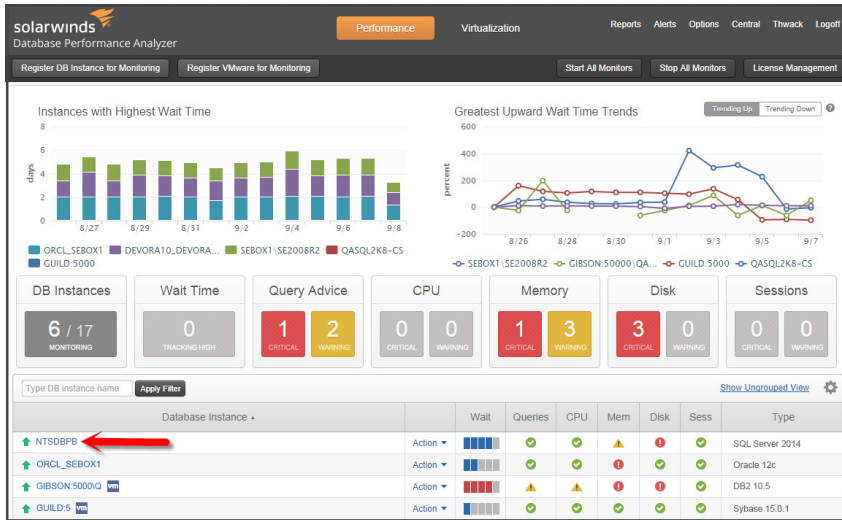 solarwinds
Database Performance Analyzer
Performance
Virtualization
Reports Alerts Options Central Thwack Logoff
Register DB Instance for Monitoring
Register VMware for Monitoring
Start All Monitors
Stop All Monitors
License Management
Instances with Highest Wait Time
8
6
4
2
0
days
8/27 8/29 8/31 9/2 9/4 9/6 9/8
ORCL_SEBOX1 DEVORA10_DEVORA... SEBOX1\SE2008R2 QASQL2K8-CS
GUILD:5000
Greatest Upward Wait Time Trends
Trending Up Trending Down
600
400
200
0
-200
percent
8/26 8/28 8/30 9/1 9/3 9/5 9/7
SEBOX1\SE2008R2 GIBSON:50000\QA... GUILD:5000 QASQL2K8-CS
DB Instances
6 / 17
MONITORING
Wait Time
0
TRACKING HIGH
Query Advice
1 2
CRITICAL WARNING
CPU
0 0
CRITICAL WARNING
Memory
1 3
CRITICAL WARNING
Disk
3 0
CRITICAL WARNING
Sessions
0 0
CRITICAL WARNING
Type DB instance name
Apply Filter
Show Ungrouped View
Database Instance Wait Queries CPU Mem Disk Sess Type
NTSDBPB Action SQL Server 2014
ORCL_SEBOX1 Action Oracle 12c
GIBSON:5000\Q vm Action DB2 10.5
GUILD:5 vm Action Sybase 15.0.1